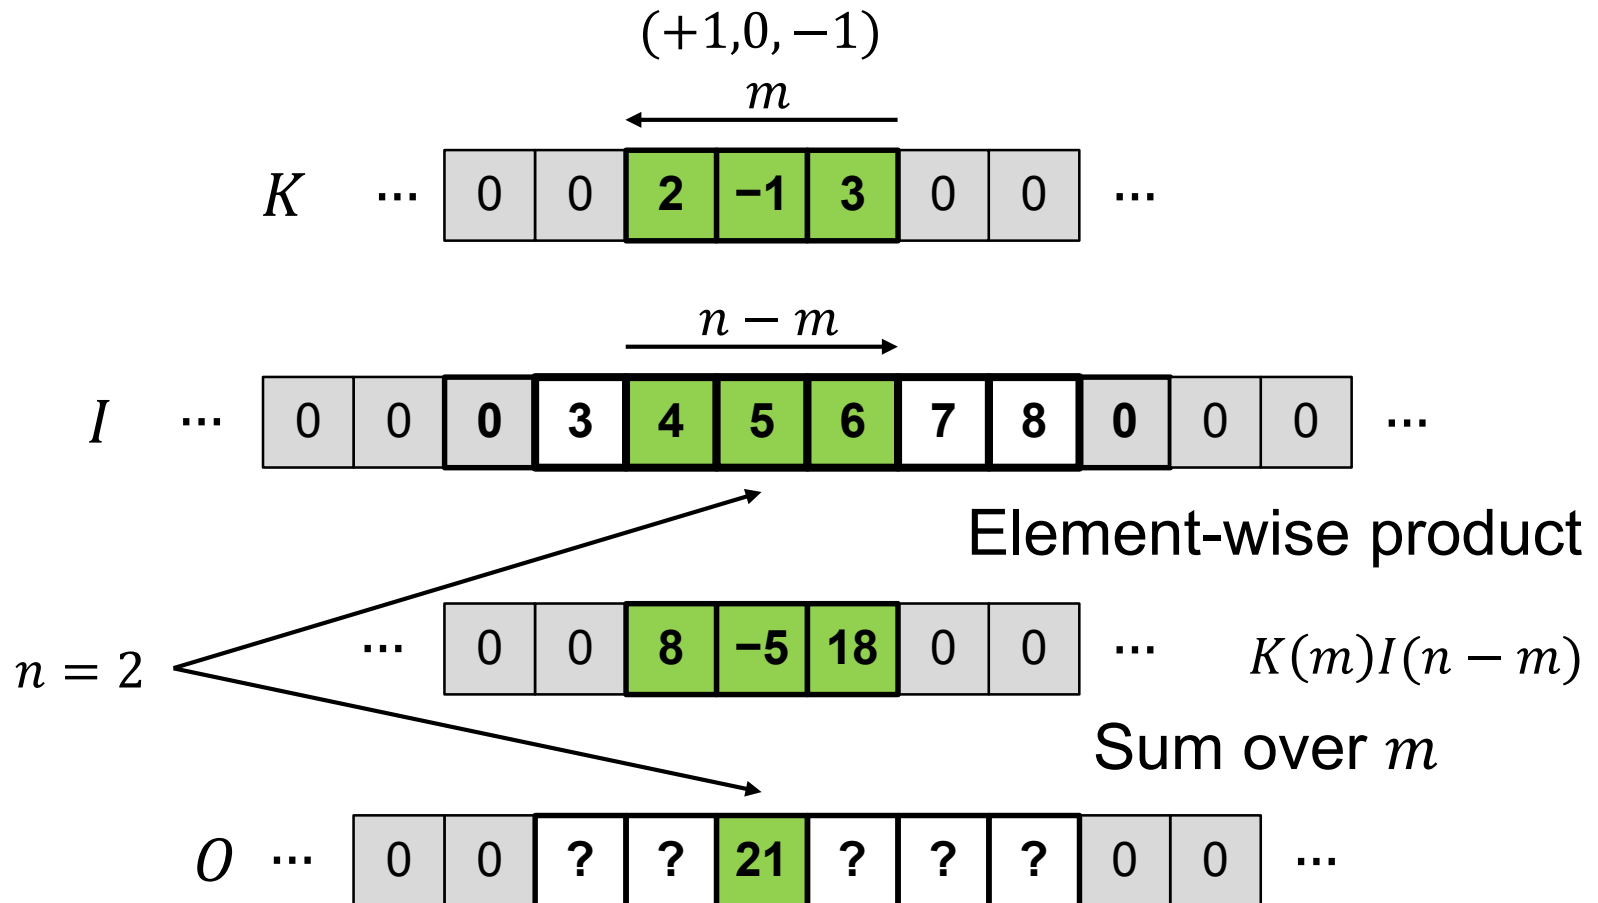 (+1,0, −1)
m
K ... 0 0 2 −1 3 0 0 ...
n − m
I ... 0 0 0 3 4 5 6 7 8 0 0 0 ...
Element-wise product
n = 2 ... 0 0 8 −5 18 0 0 ... K(m)I(n − m)
Sum over m
O ... 0 0 ? ? 21 ? ? ? 0 0 ...